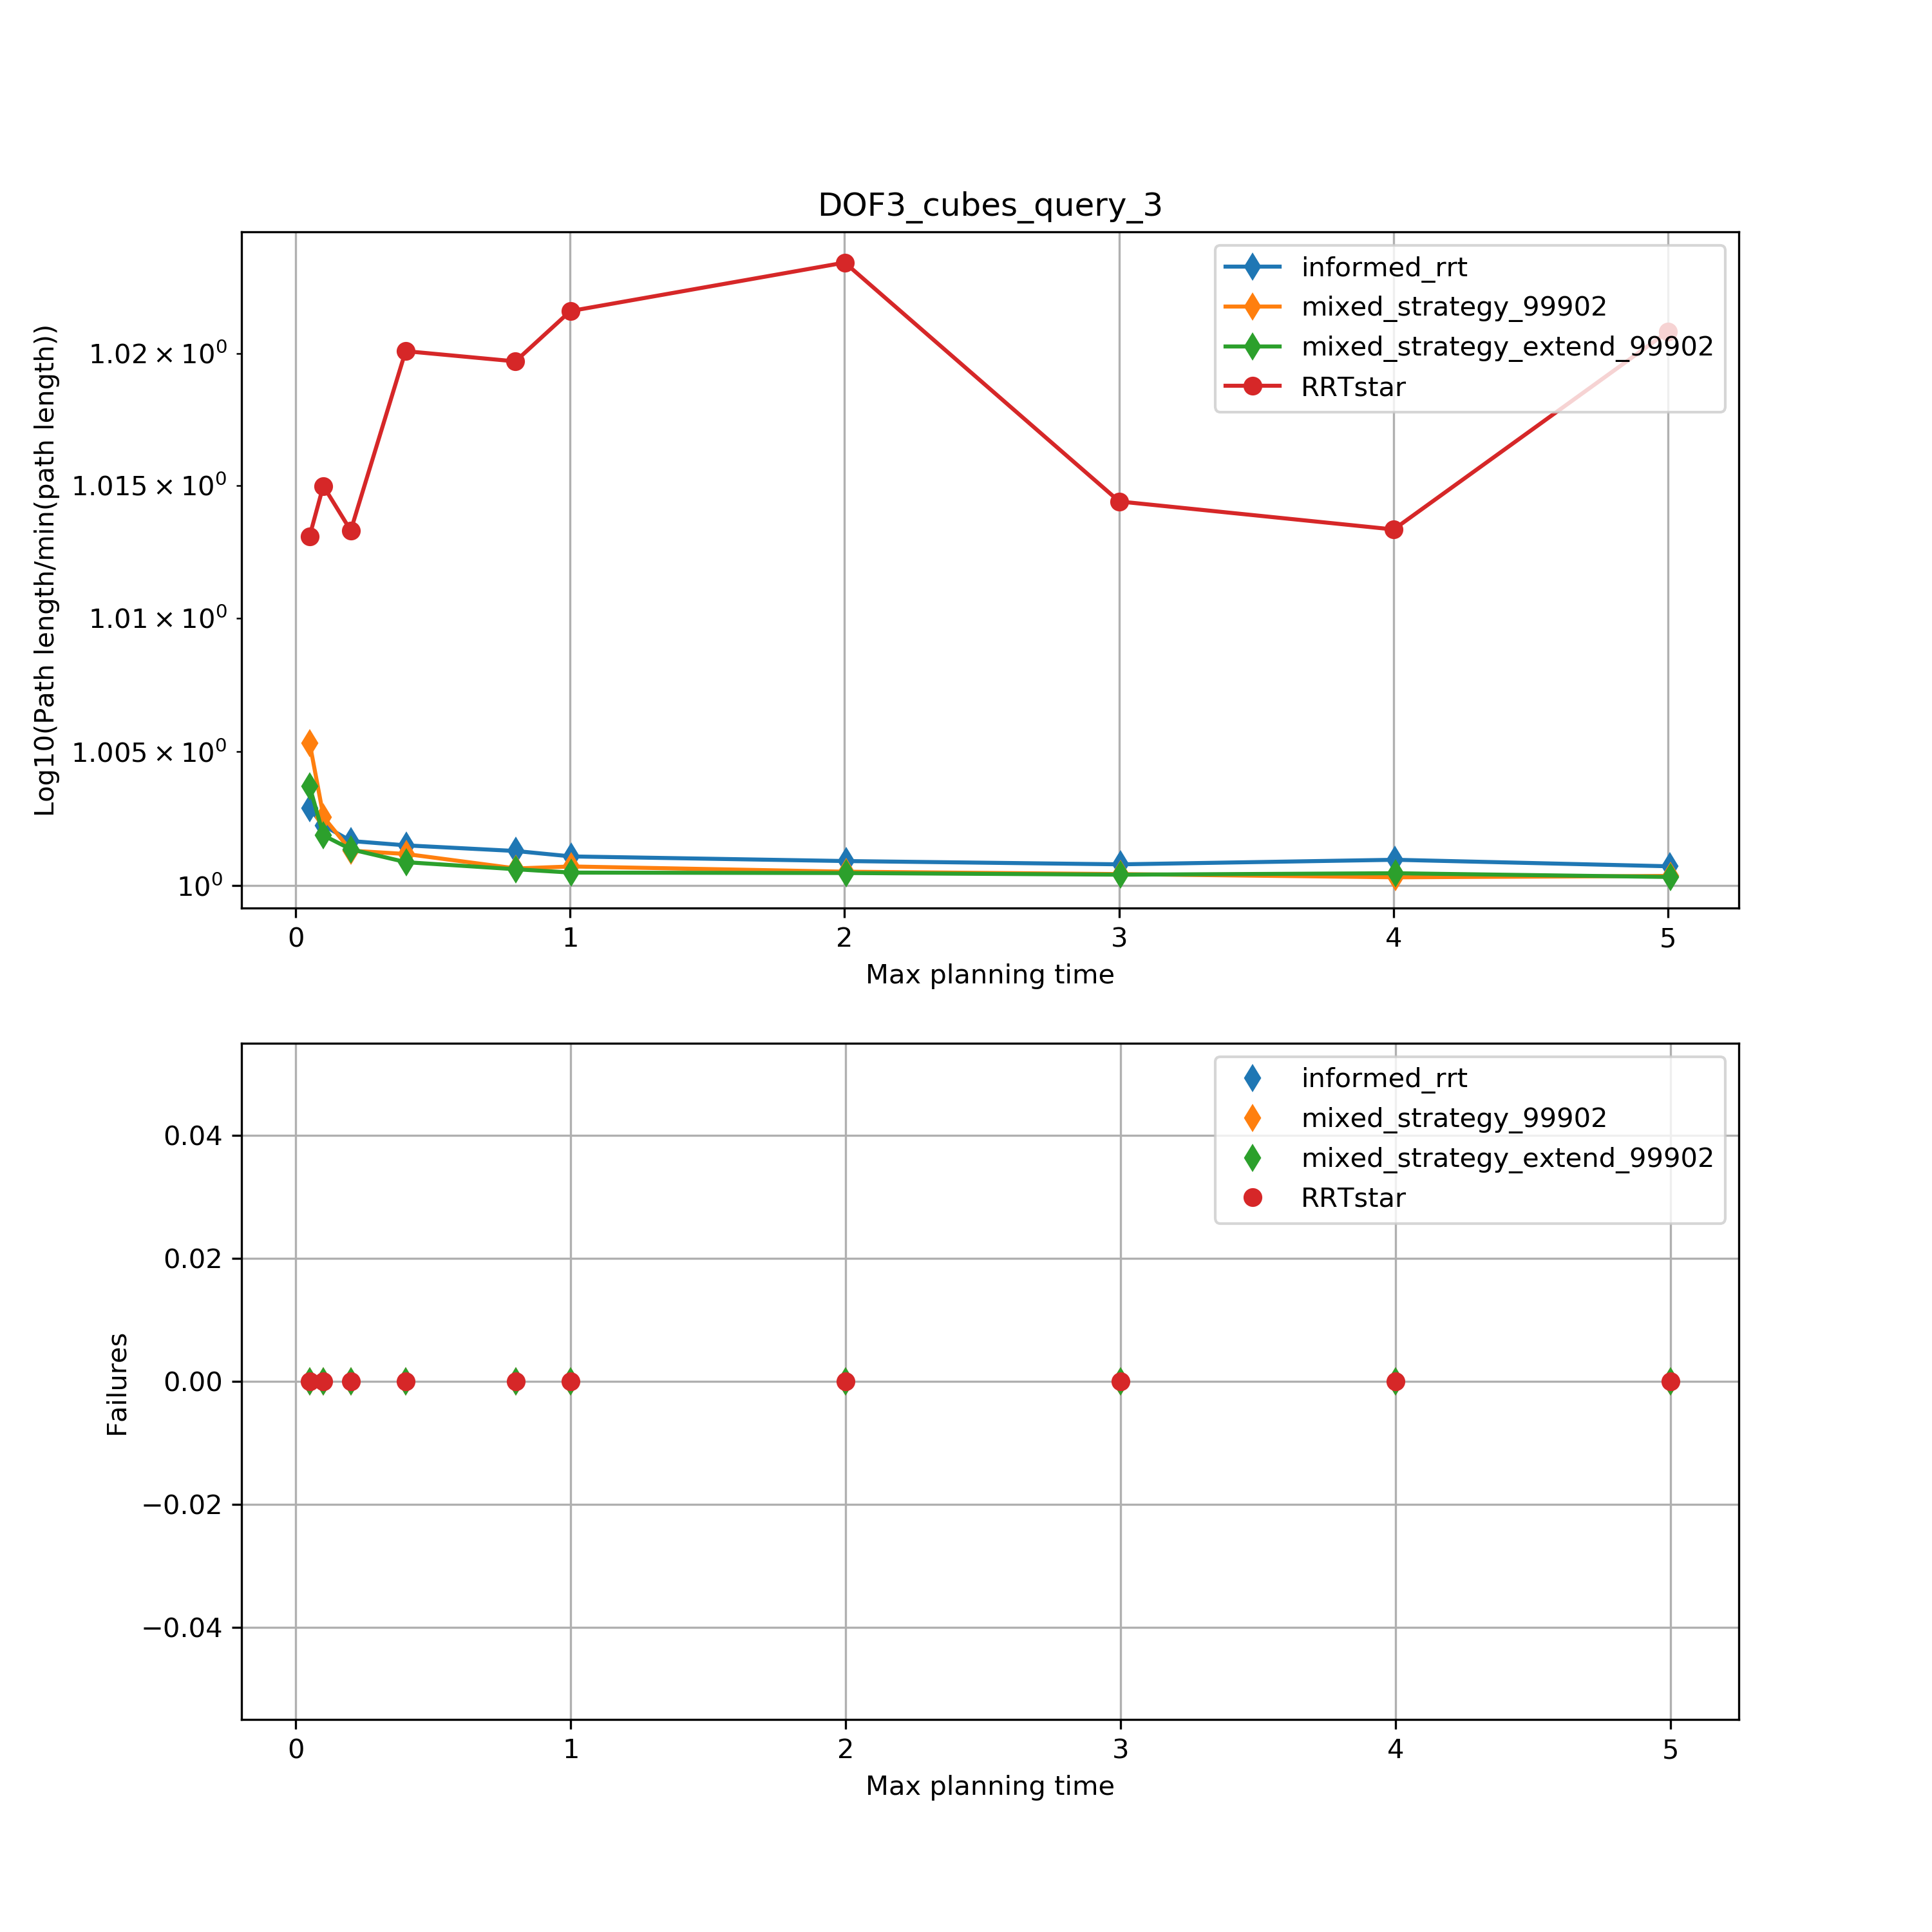 DOF3_cubes_query_3
Log10(Path length/min(path length))
1.02 × 10⁰
1.015 × 10⁰
1.01 × 10⁰
1.005 × 10⁰
10⁰
informed_rrt
mixed_strategy_99902
mixed_strategy_extend_99902
RRTstar
0 1 2 3 4 5
Max planning time
Failures
0.04
0.02
0.00
−0.02
−0.04
informed_rrt
mixed_strategy_99902
mixed_strategy_extend_99902
RRTstar
0 1 2 3 4 5
Max planning time